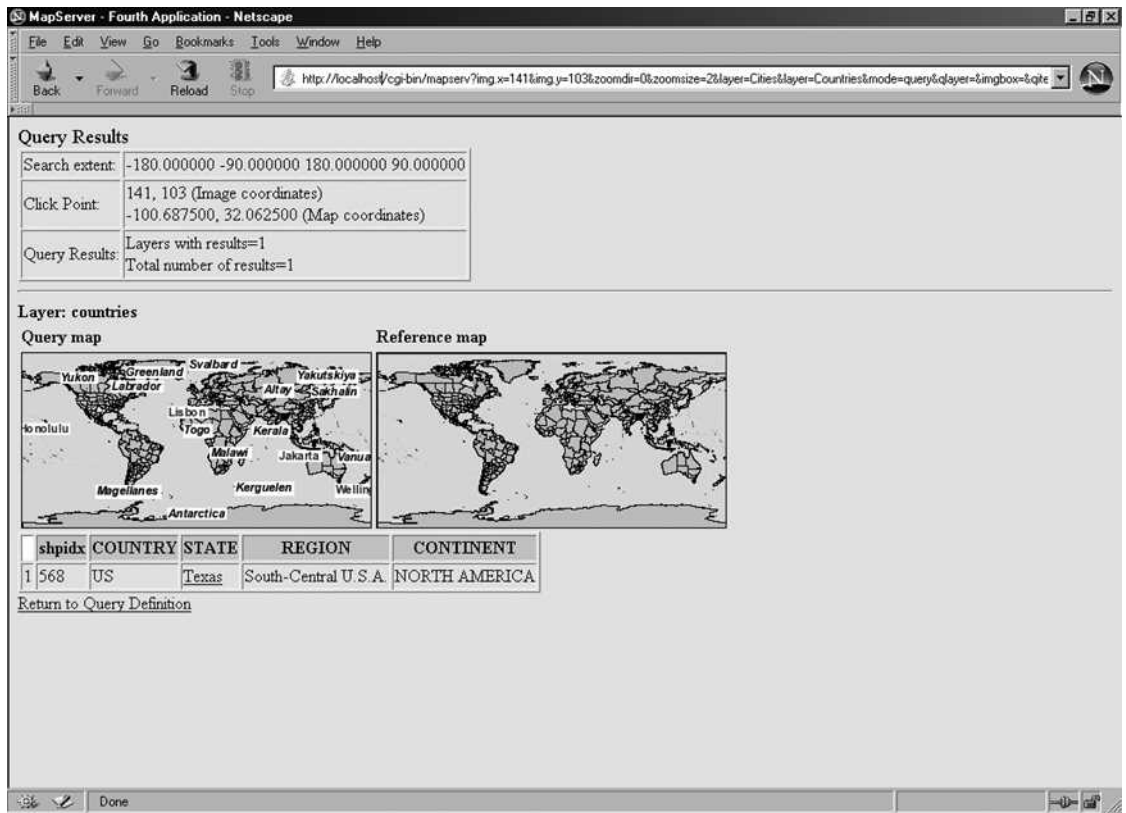 MapServer - Fourth Application - Netscape
File Edit View Go Bookmarks Tools Window Help
Back Forward Reload Stop
http://localhost/cgi-bin/mapserv?img.x=141&img.y=103&zoomdir=0&zoomsize=2&layer=Cities&layer=Countries&mode=query&qlayer=&imgbox=&qite
N
Query Results
Search extent: -180.000000 -90.000000 180.000000 90.000000
Click Point: 141, 103 (Image coordinates)
-100.687500, 32.062500 (Map coordinates)
Query Results: Layers with results=1
Total number of results=1
Layer: countries
Query map Reference map
Svalbard
Yukon Greenland Yakutskiya
Labrador Altay Sakhalin
Lisbon
Honolulu Togo Kerala
Malawi Jakarta Vanua
Magellanes Kerguelen Welling
Antarctica
shpidx COUNTRY STATE REGION CONTINENT
1 568 US Texas South-Central U.S.A. NORTH AMERICA
Return to Query Definition
Done